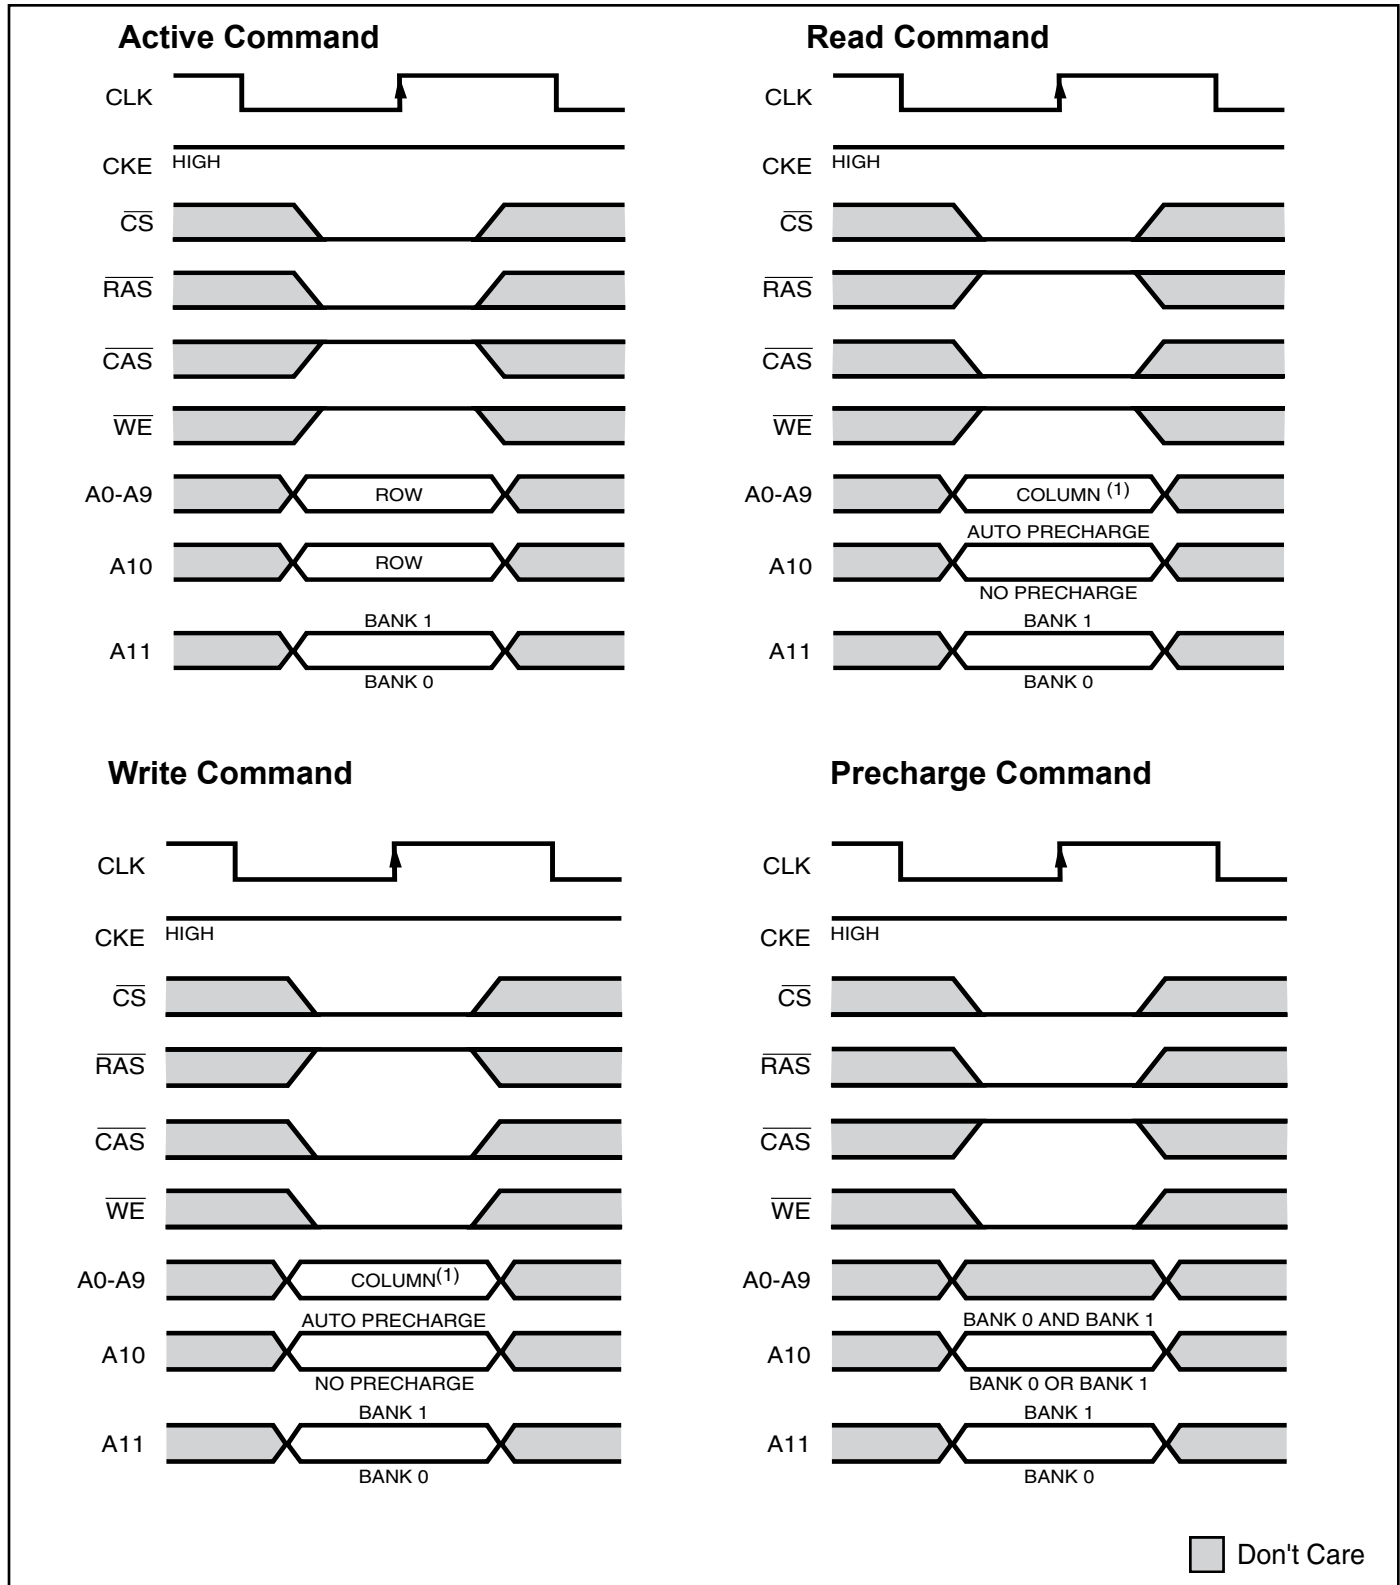 Active Command
CLK
CKE HIGH
CS
RAS
CAS
WE
A0-A9 ROW
A10 ROW
BANK 1
A11
BANK 0
Read Command
CLK
CKE HIGH
CS
RAS
CAS
WE
A0-A9 COLUMN (1)
AUTO PRECHARGE
A10
NO PRECHARGE
BANK 1
A11
BANK 0
Write Command
CLK
CKE HIGH
CS
RAS
CAS
WE
A0-A9 COLUMN(1)
AUTO PRECHARGE
A10
NO PRECHARGE
BANK 1
A11
BANK 0
Precharge Command
CLK
CKE HIGH
CS
RAS
CAS
WE
A0-A9
BANK 0 AND BANK 1
A10
BANK 0 OR BANK 1
BANK 1
A11
BANK 0
Don't Care